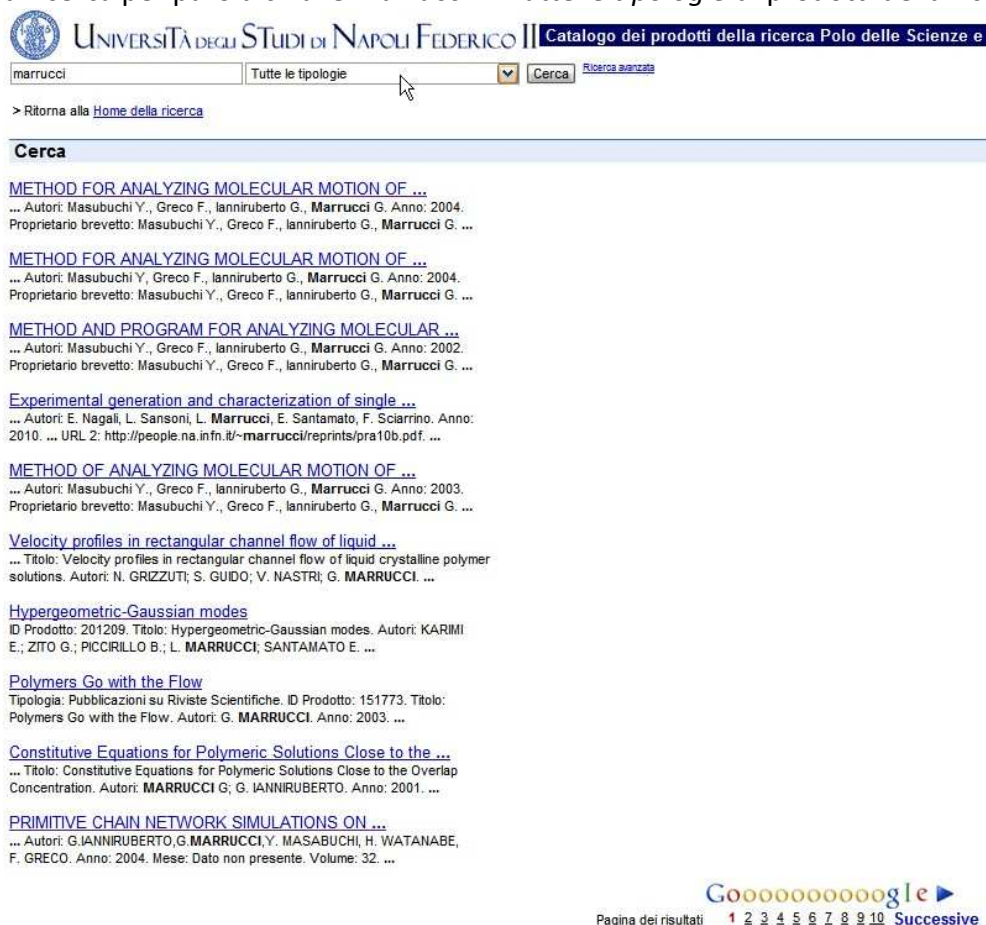 UNIVERSITÀ DEGLI STUDI DI NAPOLI FEDERICO II Catalogo dei prodotti della ricerca Polo delle Scienze e
marrucci Tutte le tipologie Cerca Ricerca avanzata
> Ritorna alla Home della ricerca
Cerca
METHOD FOR ANALYZING MOLECULAR MOTION OF ...
... Autori: Masubuchi Y., Greco F., Ianniruberto G., Marrucci G. Anno: 2004.
Proprietario brevetto: Masubuchi Y., Greco F., Ianniruberto G., Marrucci G. ...
METHOD FOR ANALYZING MOLECULAR MOTION OF ...
... Autori: Masubuchi Y, Greco F., Ianniruberto G., Marrucci G. Anno: 2004.
Proprietario brevetto: Masubuchi Y., Greco F., Ianniruberto G., Marrucci G. ...
METHOD AND PROGRAM FOR ANALYZING MOLECULAR ...
... Autori: Masubuchi Y., Greco F., Ianniruberto G., Marrucci G. Anno: 2002.
Proprietario brevetto: Masubuchi Y., Greco F., Ianniruberto G., Marrucci G. ...
Experimental generation and characterization of single ...
... Autori: E. Nagali, L. Sansoni, L. Marrucci, E. Santamato, F. Sciarrino. Anno:
2010. ... URL 2: http://people.na.infn.it/~marrucci/reprints/pra10b.pdf. ...
METHOD OF ANALYZING MOLECULAR MOTION OF ...
... Autori: Masubuchi Y., Greco F., Ianniruberto G., Marrucci G. Anno: 2003.
Proprietario brevetto: Masubuchi Y., Greco F., Ianniruberto G., Marrucci G. ...
Velocity profiles in rectangular channel flow of liquid ...
... Titolo: Velocity profiles in rectangular channel flow of liquid crystalline polymer
solutions. Autori: N. GRIZZUTI; S. GUIDO; V. NASTRI; G. MARRUCCI. ...
Hypergeometric-Gaussian modes
ID Prodotto: 201209. Titolo: Hypergeometric-Gaussian modes. Autori: KARIMI
E.; ZITO G.; PICCIRILLO B.; L. MARRUCCI; SANTAMATO E. ...
Polymers Go with the Flow
Tipologia: Pubblicazioni su Riviste Scientifiche. ID Prodotto: 151773. Titolo:
Polymers Go with the Flow. Autori: G. MARRUCCI. Anno: 2003. ...
Constitutive Equations for Polymeric Solutions Close to the ...
... Titolo: Constitutive Equations for Polymeric Solutions Close to the Overlap
Concentration. Autori: MARRUCCI G; G. IANNIRUBERTO. Anno: 2001. ...
PRIMITIVE CHAIN NETWORK SIMULATIONS ON ...
... Autori: G.IANNIRUBERTO,G.MARRUCCI,Y. MASABUCHI, H. WATANABE,
F. GRECO. Anno: 2004. Mese: Dato non presente. Volume: 32. ...
Goooooooooogle
Pagina dei risultati 1 2 3 4 5 6 7 8 9 10 Successive